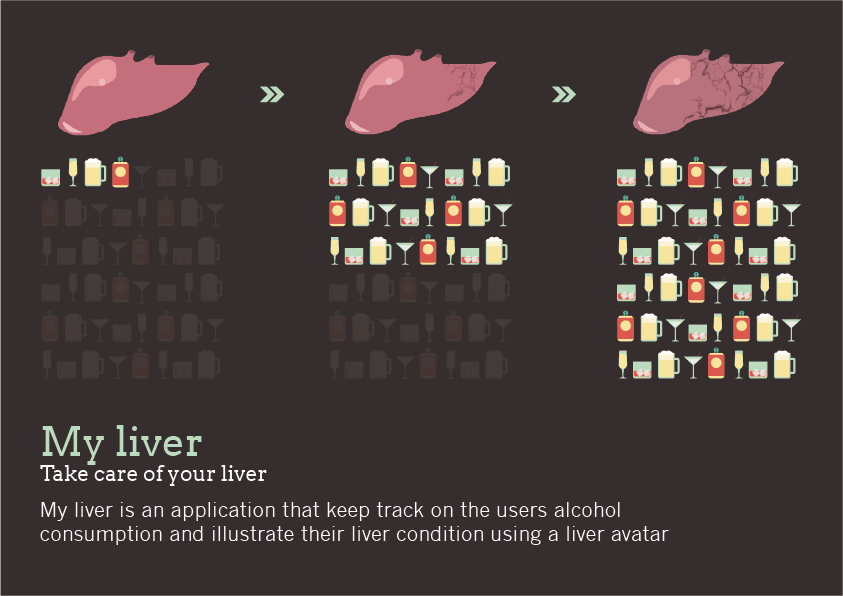 My liver
Take care of your liver
My liver is an application that keep track on the users alcohol
consumption and illustrate their liver condition using a liver avatar